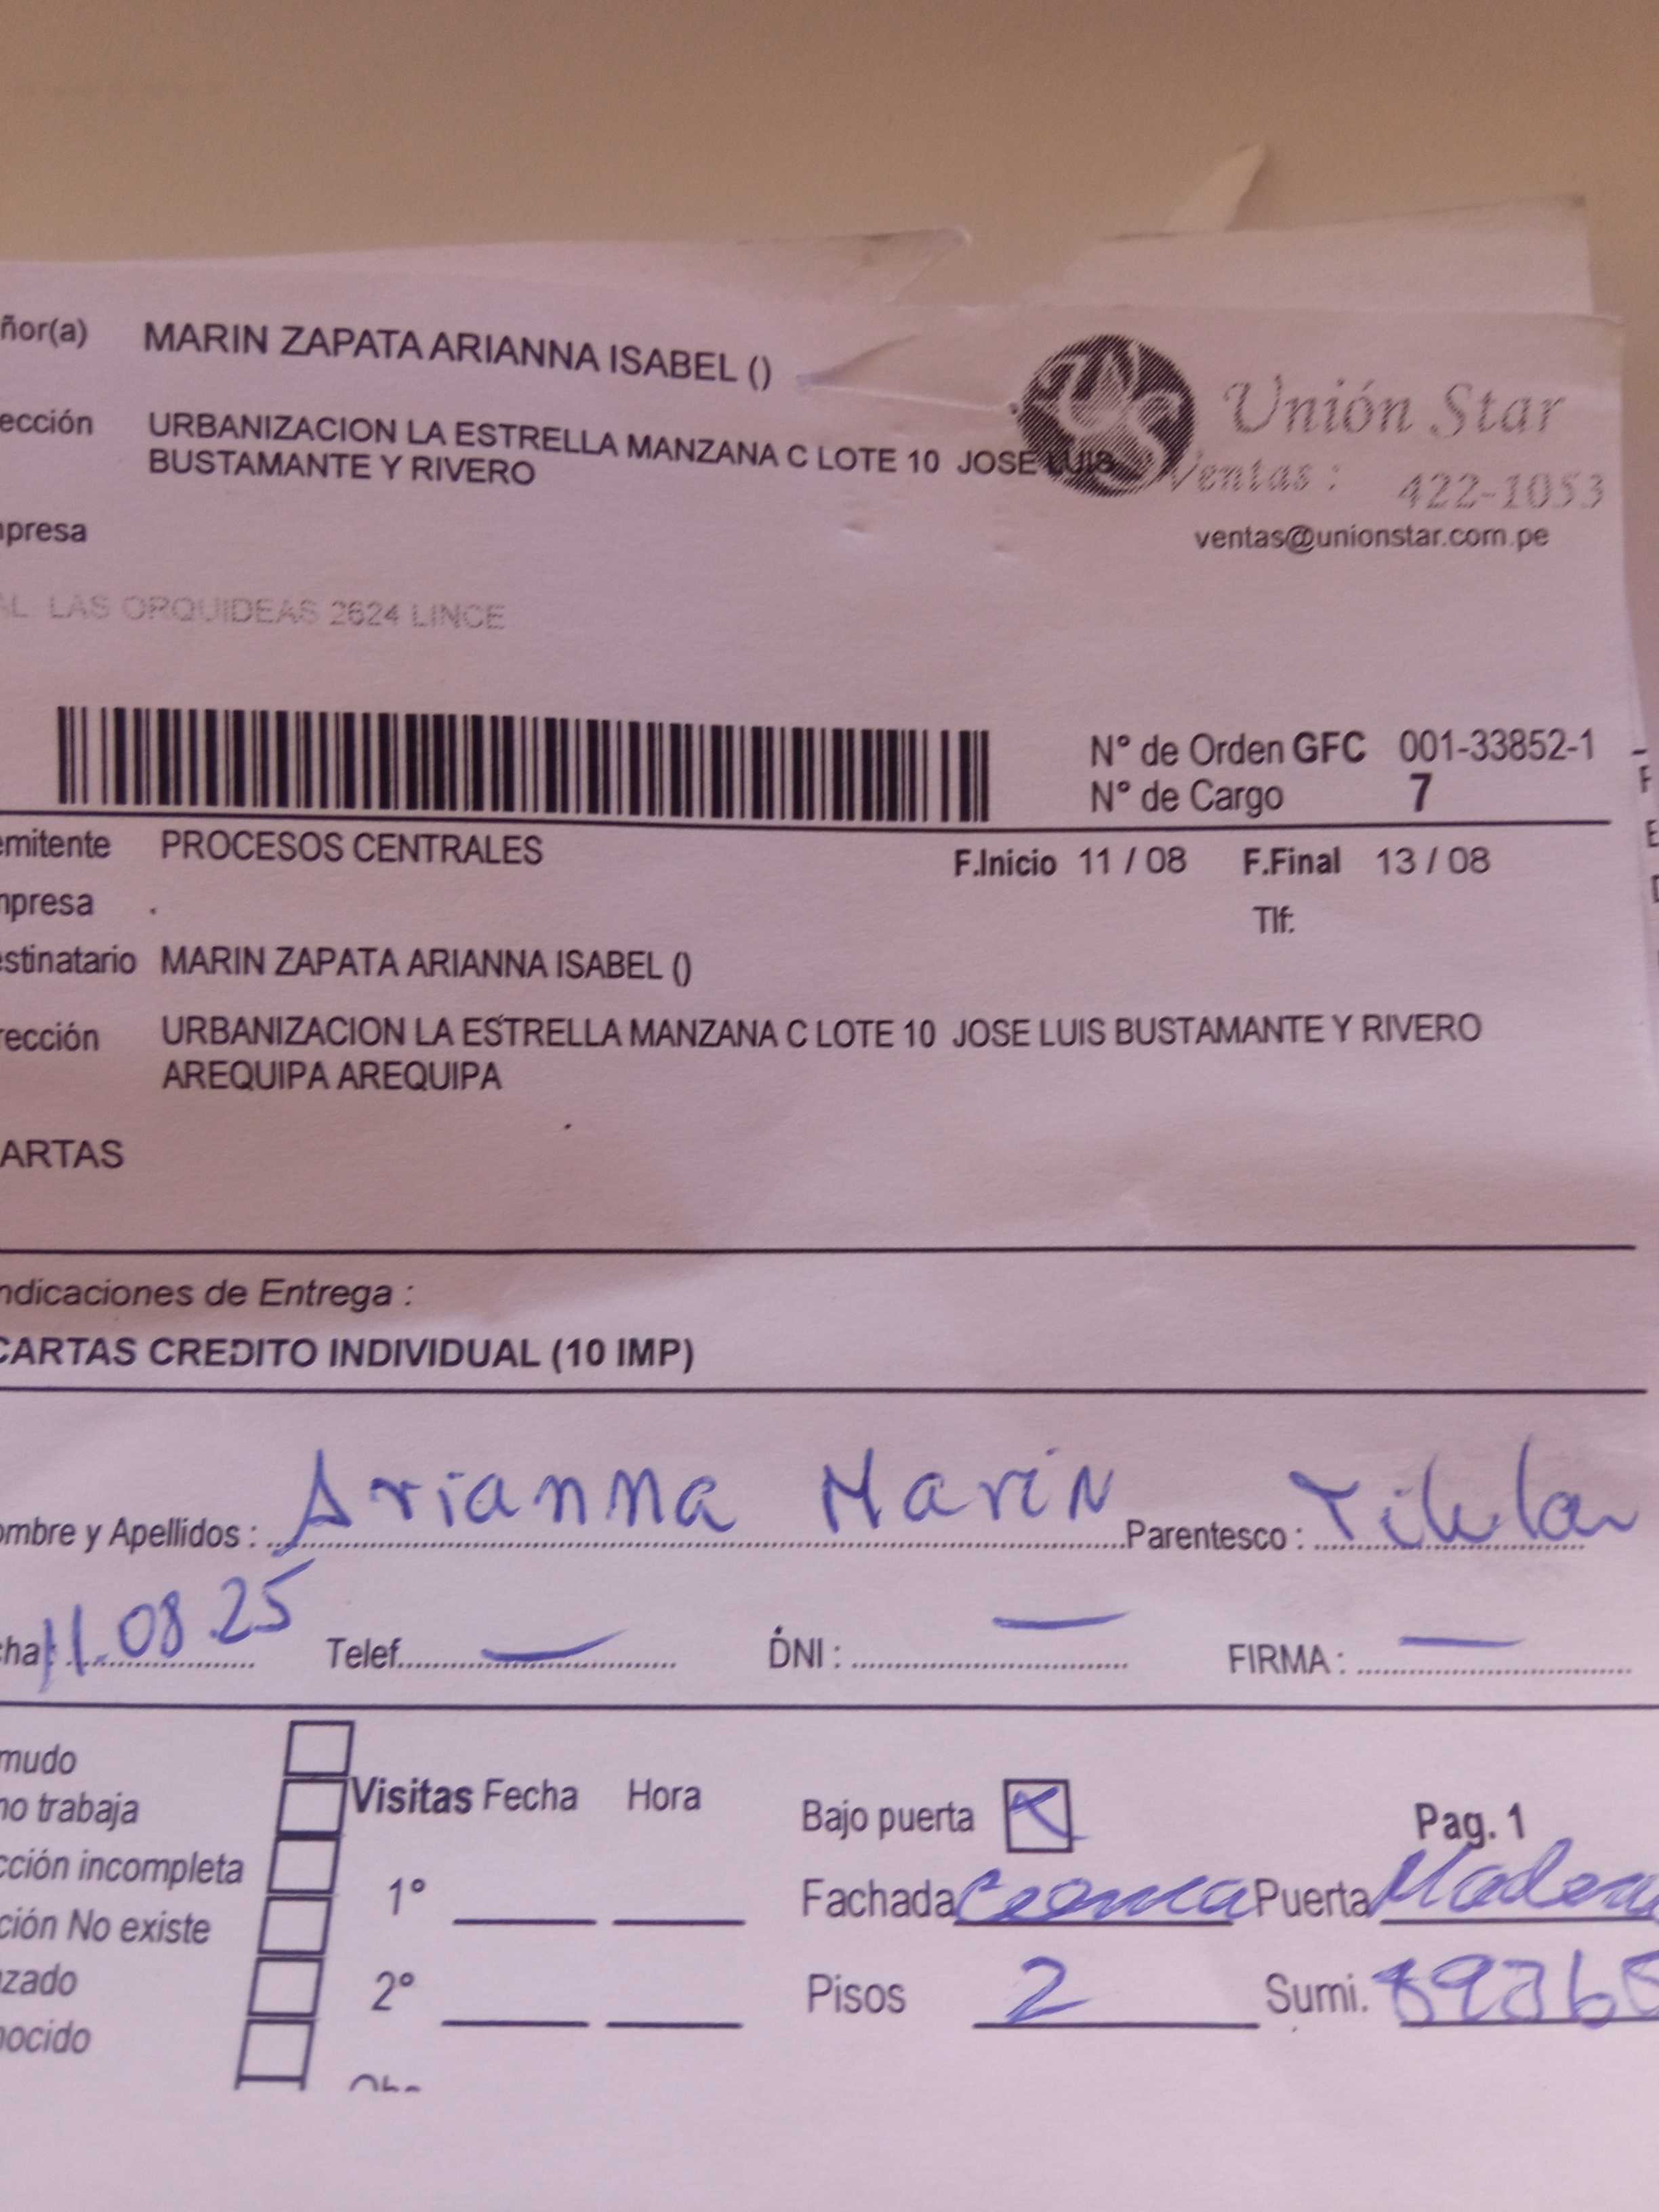 ñor(a) MARIN ZAPATA ARIANNA ISABEL ()
ección URBANIZACION LA ESTRELLA MANZANA C LOTE 10 JOSE LUIS
BUSTAMANTE Y RIVERO
Unión Star
Ventas : 422-1053
ventas@unionstar.com.pe
presa
AL LAS ORQUIDEAS 2624 LINCE
N° de Orden GFC 001-33852-1
N° de Cargo 7
emitente PROCESOS CENTRALES
F.Inicio 11 / 08 F.Final 13 / 08
mpresa .
Tlf:
estinatario MARIN ZAPATA ARIANNA ISABEL ()
rección URBANIZACION LA ESTRELLA MANZANA C LOTE 10 JOSE LUIS BUSTAMANTE Y RIVERO
AREQUIPA AREQUIPA
ARTAS
ndicaciones de Entrega :
CARTAS CREDITO INDIVIDUAL (10 IMP)
ombre y Apellidos : Arianna Marin Parentesco : Titular
cha : 11.08.25 Telef. — DNI : — FIRMA : —
mudo
no trabaja
cción incompleta
ción No existe
zado
nocido
Visitas Fecha Hora
1°
2°
Bajo puerta
Pag. 1
Fachada Crema Puerta Madera
Pisos 2 Sumi.